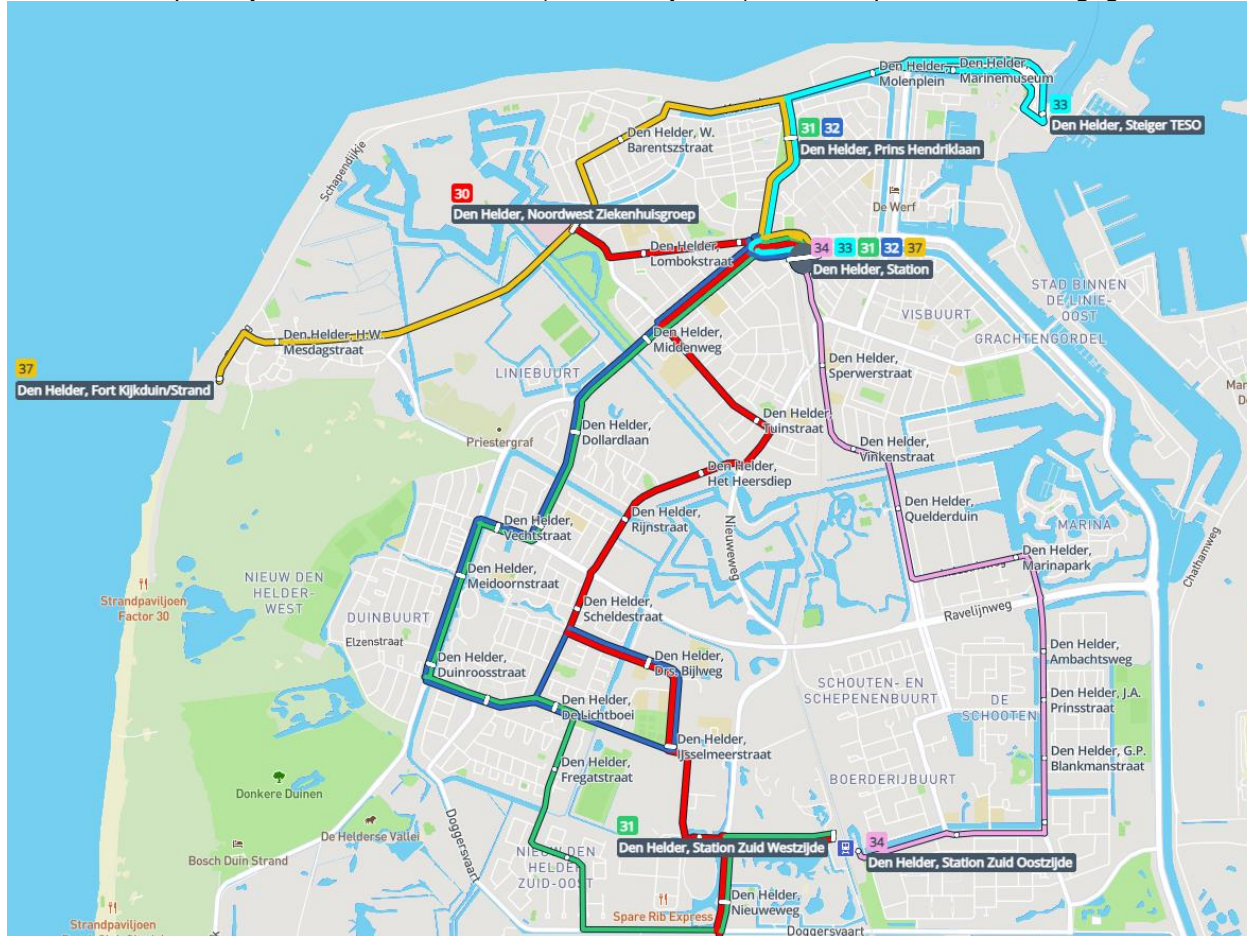 Den Helder,
Molenplein
Den Helder,
Marinemuseum
33
Den Helder, Steiger TESO
Den Helder, W.
Barentszstraat
31 32
Den Helder, Prins Hendriklaan
Schapendijkje
De Werf
30
Den Helder, Noordwest Ziekenhuisgroep
Den Helder,
Lombokstraat
34 33 31 32 37
Den Helder, Station
STAD BINNEN
DE LINIE-
OOST
VISBUURT
GRACHTENGORDEL
Den Helder, H.W.
Mesdagstraat
Den Helder,
Middenweg
37
Den Helder, Fort Kijkduin/Strand
LINIEBUURT
Den Helder,
Sperwerstraat
Den Helder,
Tuinstraat
Den Helder,
Dollardlaan
Priestergraf
Den Helder,
Vinkenstraat
Den Helder,
Het Heersdiep
Den Helder,
Quelderduin
Den Helder,
Rijnstraat
Den Helder,
Vechtstraat
Nieuweweg
MARINA
Chathamweg
Den Helder,
Marinapark
Den Helder,
Meidoornstraat
NIEUW DEN
HELDER-
WEST
Strandpaviljoen
Factor 30
Den Helder,
Scheldestraat
Ravelijnweg
DUINBUURT
Elzenstraat
Den Helder,
Duinroosstraat
Den Helder,
Drs. Bijlweg
Den Helder,
Ambachtsweg
SCHOUTEN- EN
SCHEPENENBUURT
DE
SCHOOTEN
Den Helder, J.A.
Prinsstraat
Den Helder,
De Lichtboei
Den Helder,
IJsselmeerstraat
Den Helder, G.P.
Blankmanstraat
Den Helder,
Fregatstraat
BOERDERIJBUURT
Donkere Duinen
De Helderse Vallei
Doggersvaart
Bosch Duin Strand
31
Den Helder, Station Zuid Westzijde
34
Den Helder, Station Zuid Oostzijde
NIEUW DEN
HELDER
ZUID-OOST
Den Helder,
Nieuweweg
Spare Rib Express
Doggersvaart
Strandpaviljoen